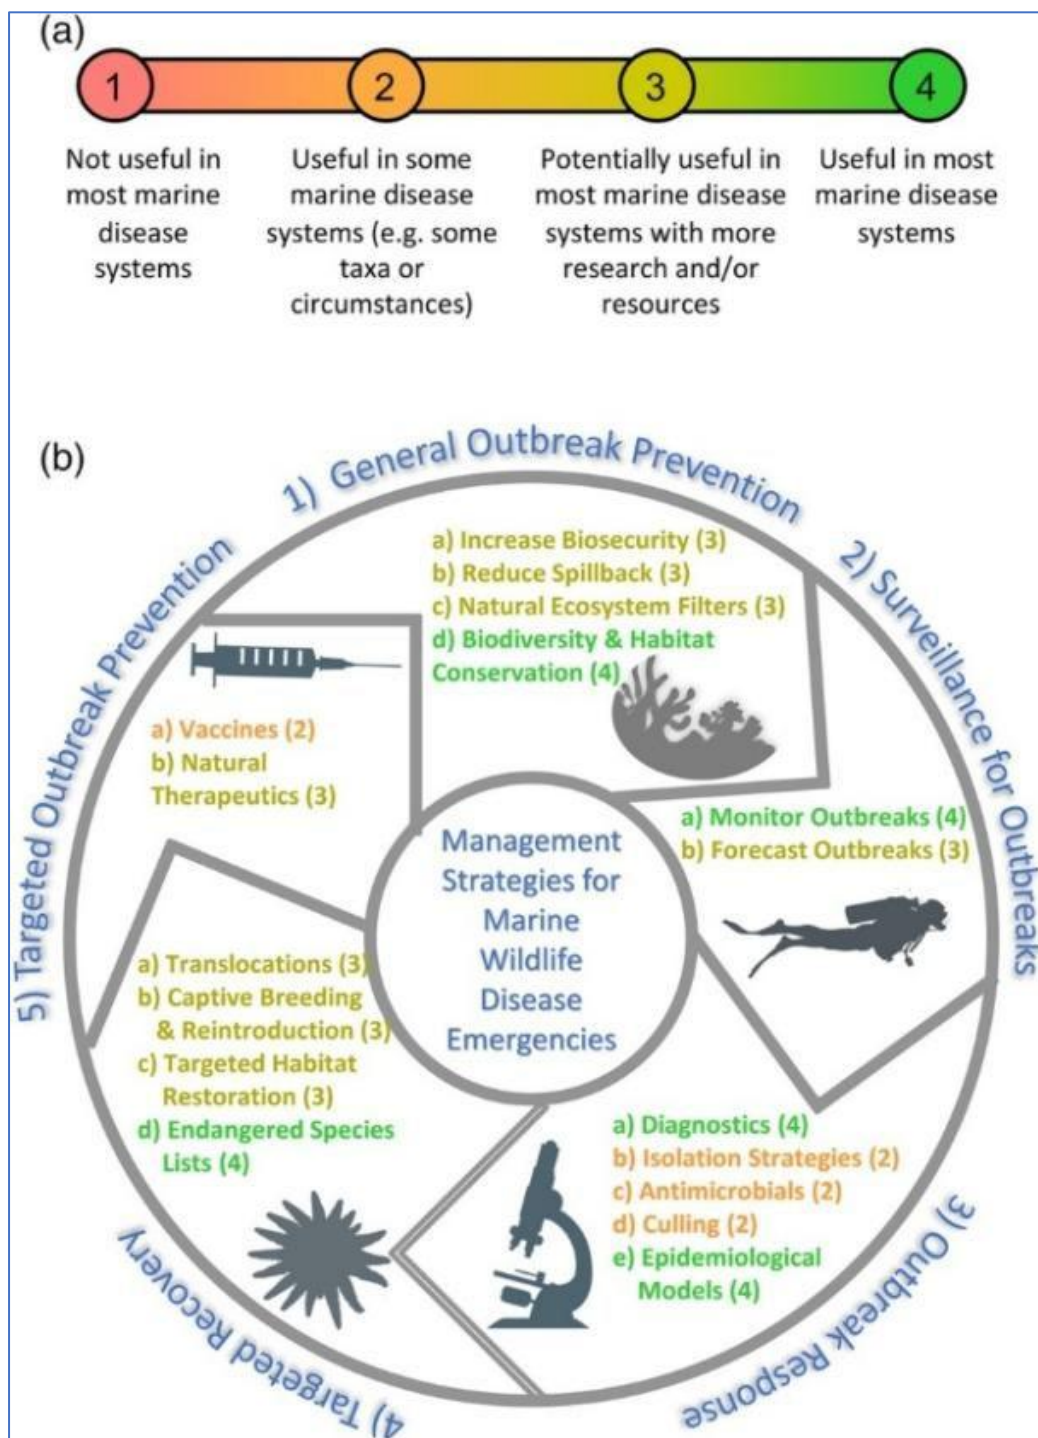 (a)
1
2
3
4
Not useful in
most marine
disease
systems
Useful in some
marine disease
systems (e.g. some
taxa or
circumstances)
Potentially useful in
most marine disease
systems with more
research and/or
resources
Useful in most
marine disease
systems
(b)
1) General Outbreak Prevention
a) Increase Biosecurity (3)
b) Reduce Spillback (3)
c) Natural Ecosystem Filters (3)
d) Biodiversity & Habitat
Conservation (4)
2) Surveillance for Outbreaks
a) Monitor Outbreaks (4)
b) Forecast Outbreaks (3)
3) Outbreak Response
a) Diagnostics (4)
b) Isolation Strategies (2)
c) Antimicrobials (2)
d) Culling (2)
e) Epidemiological
Models (4)
4) Targeted Recovery
a) Translocations (3)
b) Captive Breeding
& Reintroduction (3)
c) Targeted Habitat
Restoration (3)
d) Endangered Species
Lists (4)
5) Targeted Outbreak Prevention
a) Vaccines (2)
b) Natural
Therapeutics (3)
Management
Strategies for
Marine
Wildlife
Disease
Emergencies